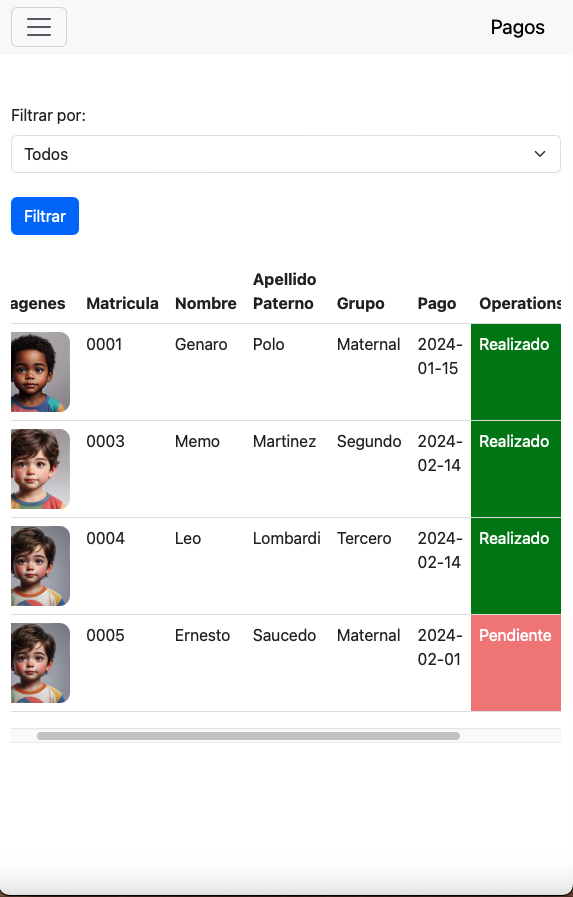 Pagos
Filtrar por:
Todos
Filtrar
agenes Matricula Nombre Apellido Paterno Grupo Pago Operations
0001 Genaro Polo Maternal 2024-01-15 Realizado
0003 Memo Martinez Segundo 2024-02-14 Realizado
0004 Leo Lombardi Tercero 2024-02-14 Realizado
0005 Ernesto Saucedo Maternal 2024-02-01 Pendiente